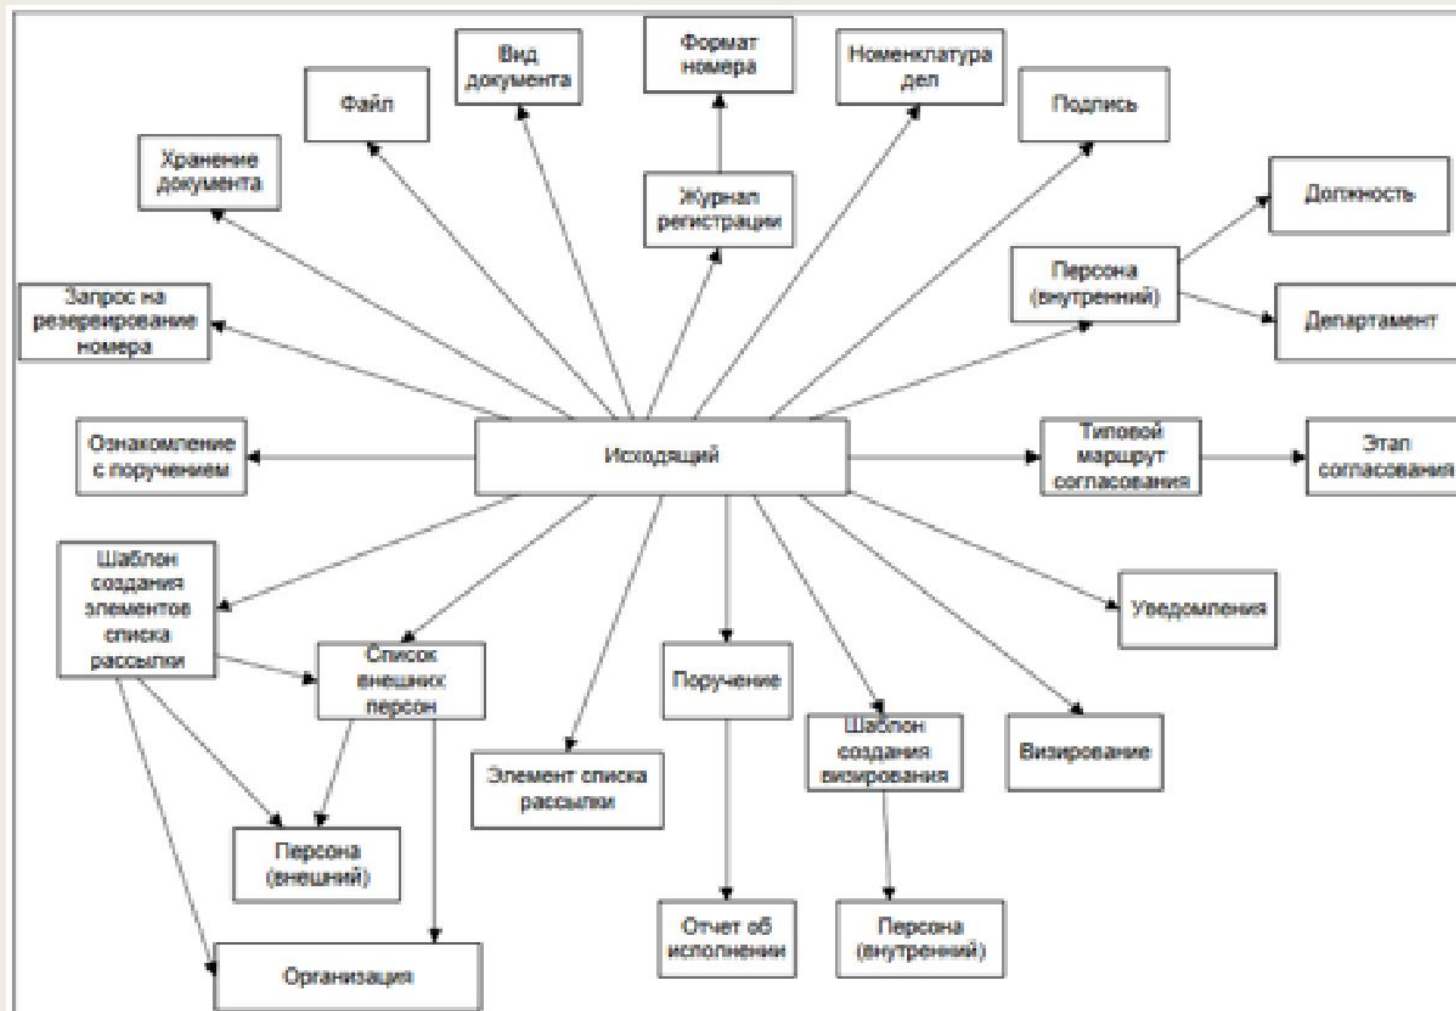 Вид
документа
Формат
номера
Номенклатура
дел
Файл
Подпись
Хранение
документа
Журнал
регистрации
Должность
Персона
(внутренний)
Запрос на
резервирование
номера
Департамент
Ознакомление
с поручением
Исходящий
Типовой
маршрут
согласования
Этап
согласования
Шаблон
создания
элементов
списка
рассылки
Уведомления
Список
внешних
персон
Поручение
Шаблон
создания
визирования
Визирование
Элемент списка
рассылки
Персона
(внешний)
Отчет об
исполнении
Персона
(внутренний)
Организация